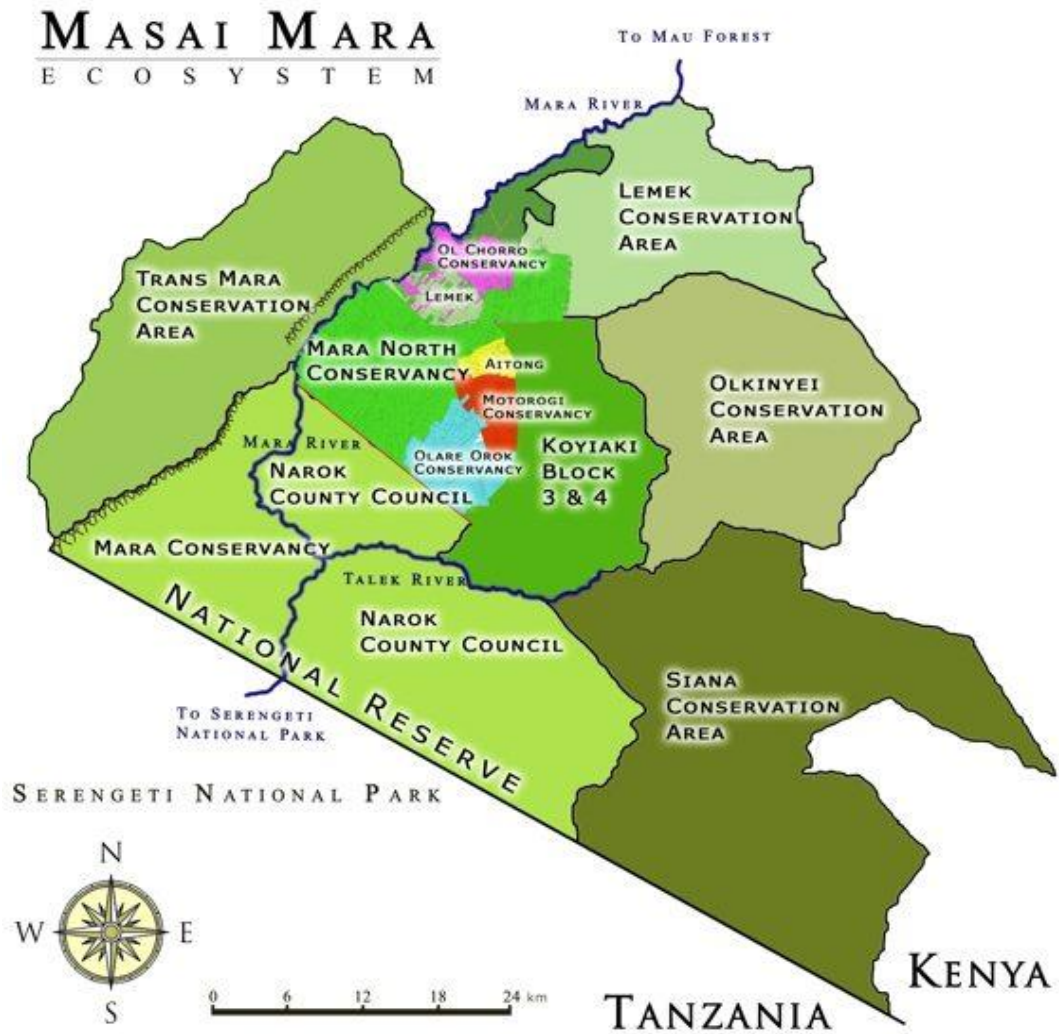 MASAI MARA
ECOSYSTEM
TO MAU FOREST
MARA RIVER
LEMEK
CONSERVATION
AREA
OL CHORRO
CONSERVANCY
LEMEK
TRANS MARA
CONSERVATION
AREA
MARA NORTH
CONSERVANCY
AITONG
MOTOROGI
CONSERVANCY
OLKINYEI
CONSERVATION
AREA
OLARE OROK
CONSERVANCY
KOYIAKI
BLOCK
3 & 4
MARA RIVER
NAROK
COUNTY COUNCIL
MARA CONSERVANCY
TALEK RIVER
NATIONAL RESERVE
NAROK
COUNTY COUNCIL
SIANA
CONSERVATION
AREA
TO SERENGETI
NATIONAL PARK
SERENGETI NATIONAL PARK
N
W E
S
0 6 12 18 24 km
KENYA
TANZANIA